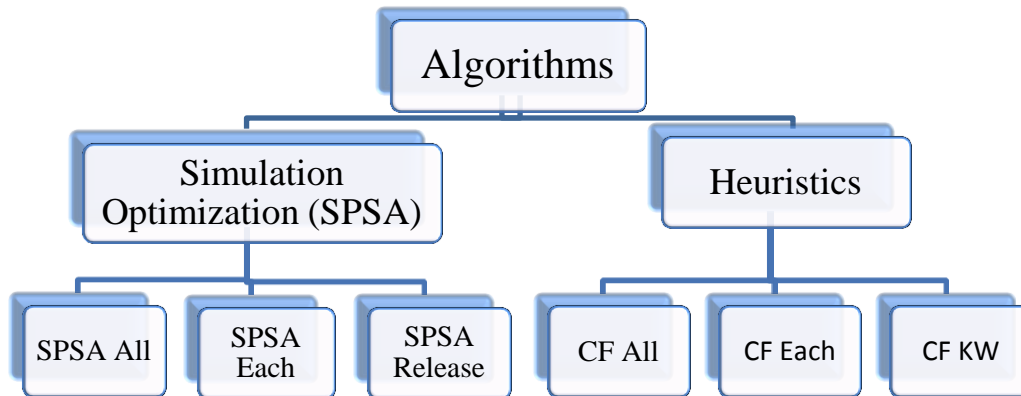 Algorithms
Simulation
Optimization (SPSA)
Heuristics
SPSA All
SPSA
Each
SPSA
Release
CF All
CF Each
CF KW